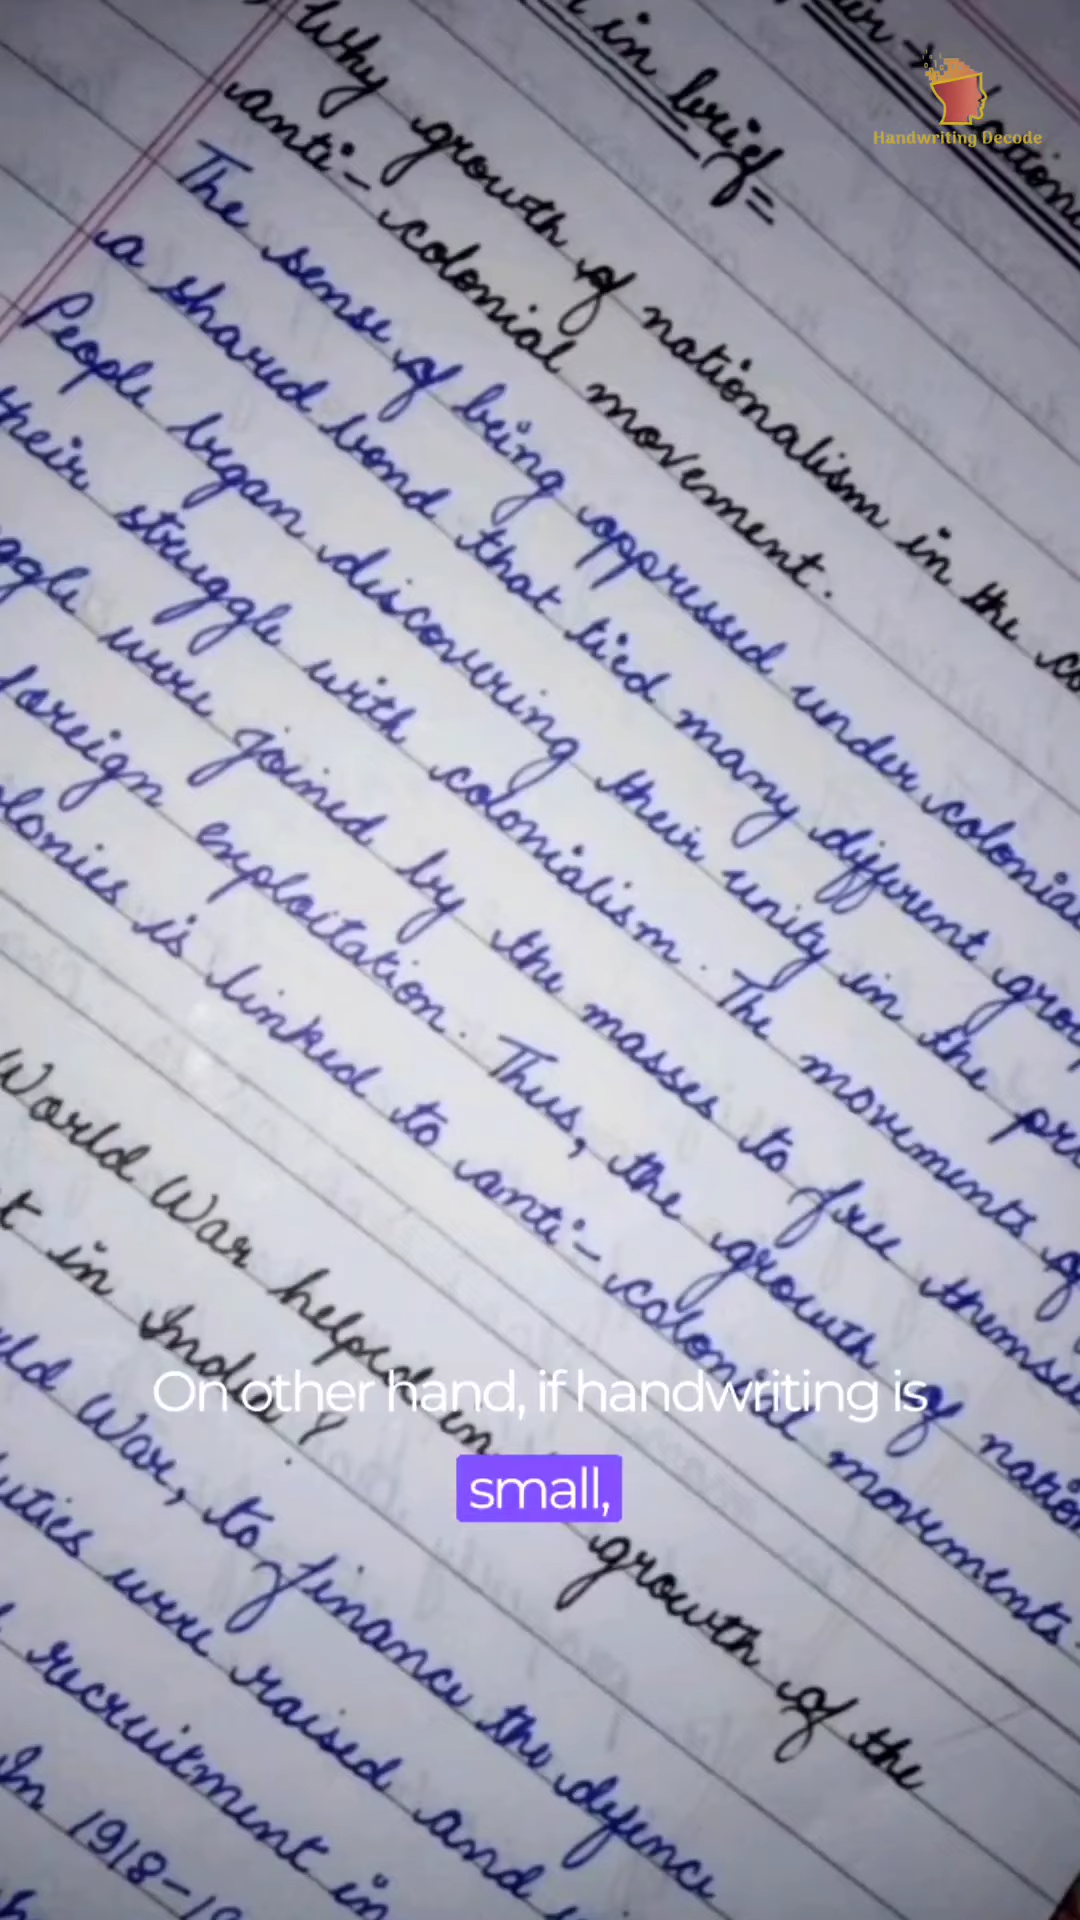 Handwriting Decode
in brief =
Why growth of nationalism in the
anti- colonial movement.
The sense of being oppressed under colonial
a shared bond that tied many different
People began discovering their unity in the
their struggle with colonialism. The movements of
were joined by the masses to free
foreign exploitation. Thus, the growth of
is linked to anti- colonial movements.
World War helped in growth of the
in India ?
War, to finance the defence
were raised and
recruitment in
In 1918-
On other hand, if handwriting is
small,